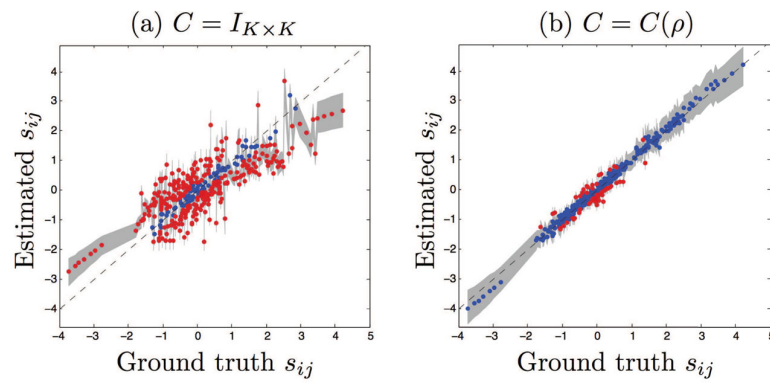 (a) C = I_{K×K}
(b) C = C(ρ)
Estimated s_{ij}
4
3
2
1
0
−1
−2
−3
−4
−4 −3 −2 −1 0 1 2 3 4 5
Ground truth s_{ij}
Estimated s_{ij}
4
3
2
1
0
−1
−2
−3
−4
−4 −3 −2 −1 0 1 2 3 4 5
Ground truth s_{ij}